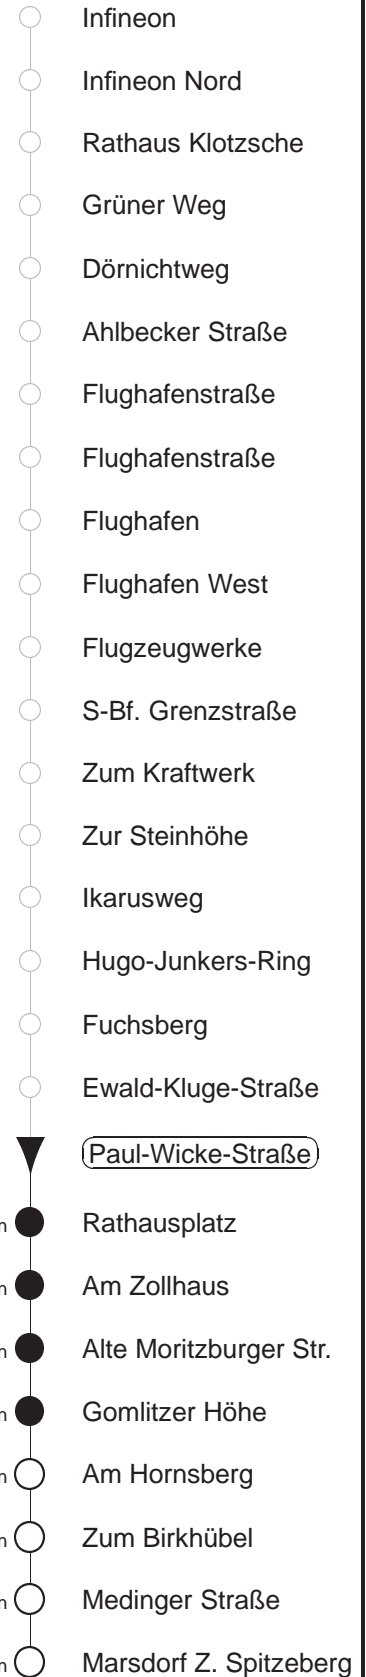 Infineon
Infineon Nord
Rathaus Klotzsche
Grüner Weg
Dörnichtweg
Ahlbecker Straße
Flughafenstraße
Flughafenstraße
Flughafen
Flughafen West
Flugzeugwerke
S-Bf. Grenzstraße
Zum Kraftwerk
Zur Steinhöhe
Ikarusweg
Hugo-Junkers-Ring
Fuchsberg
Ewald-Kluge-Straße
Paul-Wicke-Straße
Rathausplatz
Am Zollhaus
Alte Moritzburger Str.
Gomlitzer Höhe
Am Hornsberg
Zum Birkhübel
Medinger Straße
Marsdorf Z. Spitzeberg